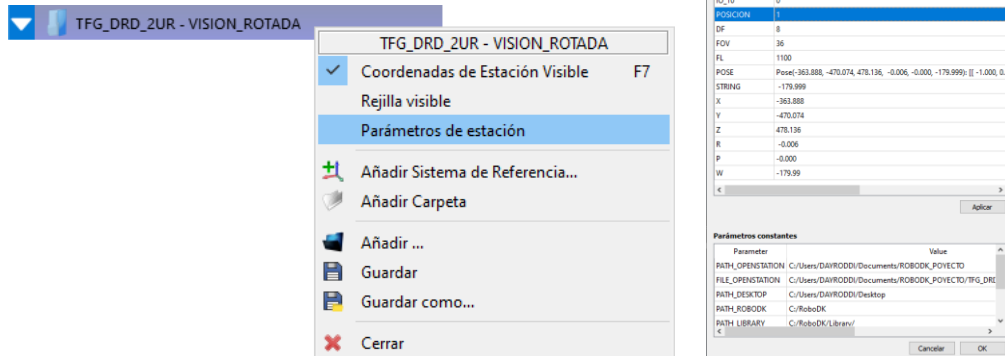 TFG_DRD_2UR - VISION_ROTADA
TFG_DRD_2UR - VISION_ROTADA
Coordenadas de Estación Visible F7
Rejilla visible
Parámetros de estación
Añadir Sistema de Referencia...
Añadir Carpeta
Añadir ...
Guardar
Guardar como...
Cerrar
IO_10 0
POSICION 1
DF 8
FOV 36
FL 1100
POSE Pose(-363.888, -470.074, 478.136, -0.006, -0.000, -179.999): [[ -1.000, 0.
STRING -179.999
X -363.888
Y -470.074
Z 478.136
R -0.006
P -0.000
W -179.99
Aplicar
Parámetros constantes
Parameter Value
PATH_OPENSTATION C:/Users/DAYRODDI/Documents/ROBODK_POYECTO
FILE_OPENSTATION C:/Users/DAYRODDI/Documents/ROBODK_POYECTO/TFG_DRD
PATH_DESKTOP C:/Users/DAYRODDI/Desktop
PATH_ROBODK C:/RoboDK
PATH_LIBRARY C:/RoboDK/Library/
Cancelar OK